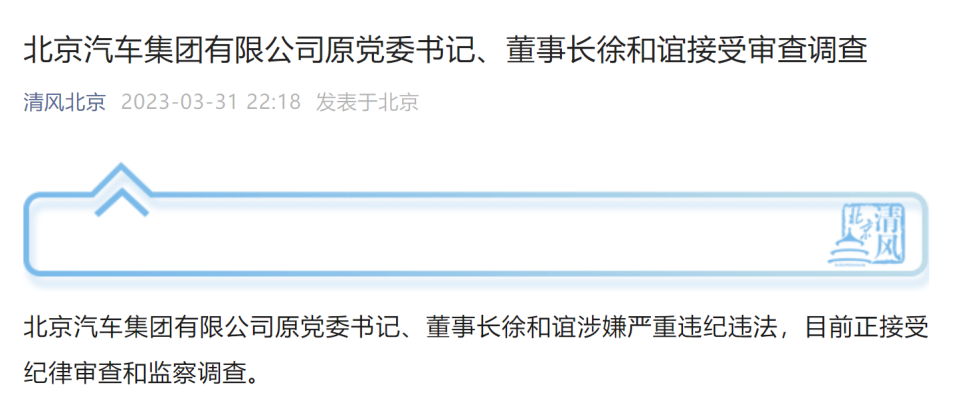 北京汽车集团有限公司原党委书记、董事长徐和谊接受审查调查
清风北京 2023-03-31 22:18 发表于北京
北京清风
北京汽车集团有限公司原党委书记、董事长徐和谊涉嫌严重违纪违法，目前正接受
纪律审查和监察调查。